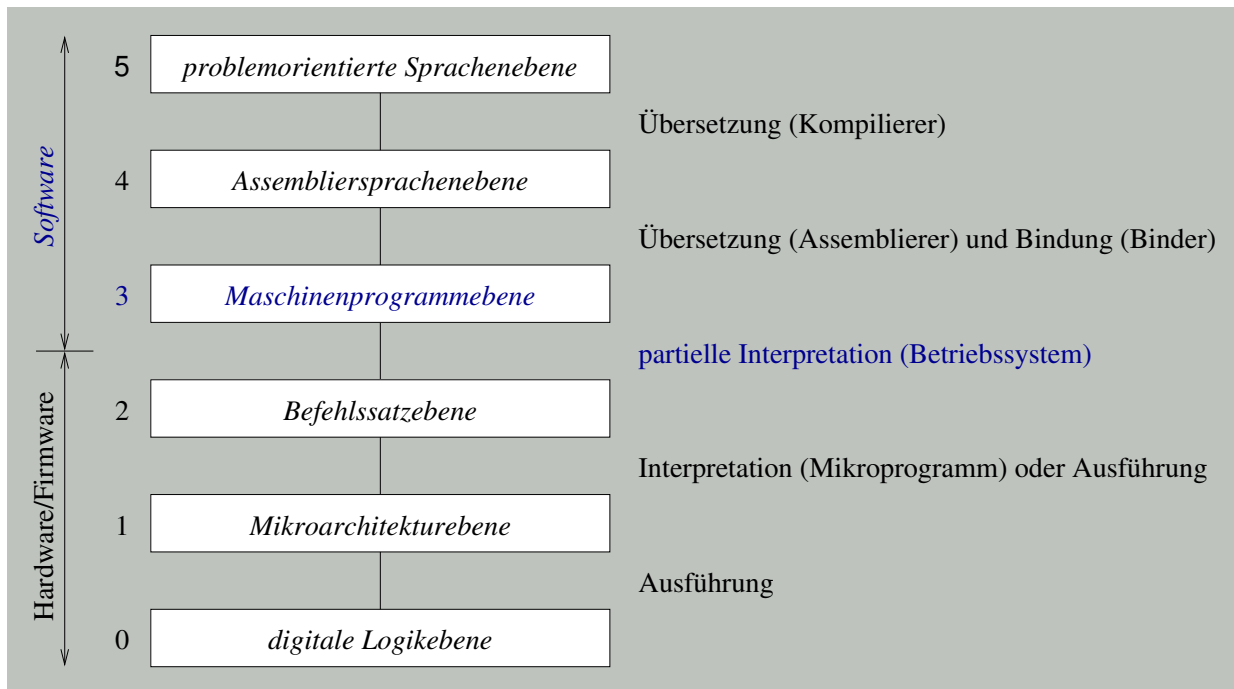 5 problemorientierte Sprachenebene
Übersetzung (Kompilierer)
4 Assembliersprachenebene
Übersetzung (Assemblierer) und Bindung (Binder)
3 Maschinenprogrammebene
partielle Interpretation (Betriebssystem)
2 Befehlssatzebene
Interpretation (Mikroprogramm) oder Ausführung
1 Mikroarchitekturebene
Ausführung
0 digitale Logikebene
Software
Hardware/Firmware